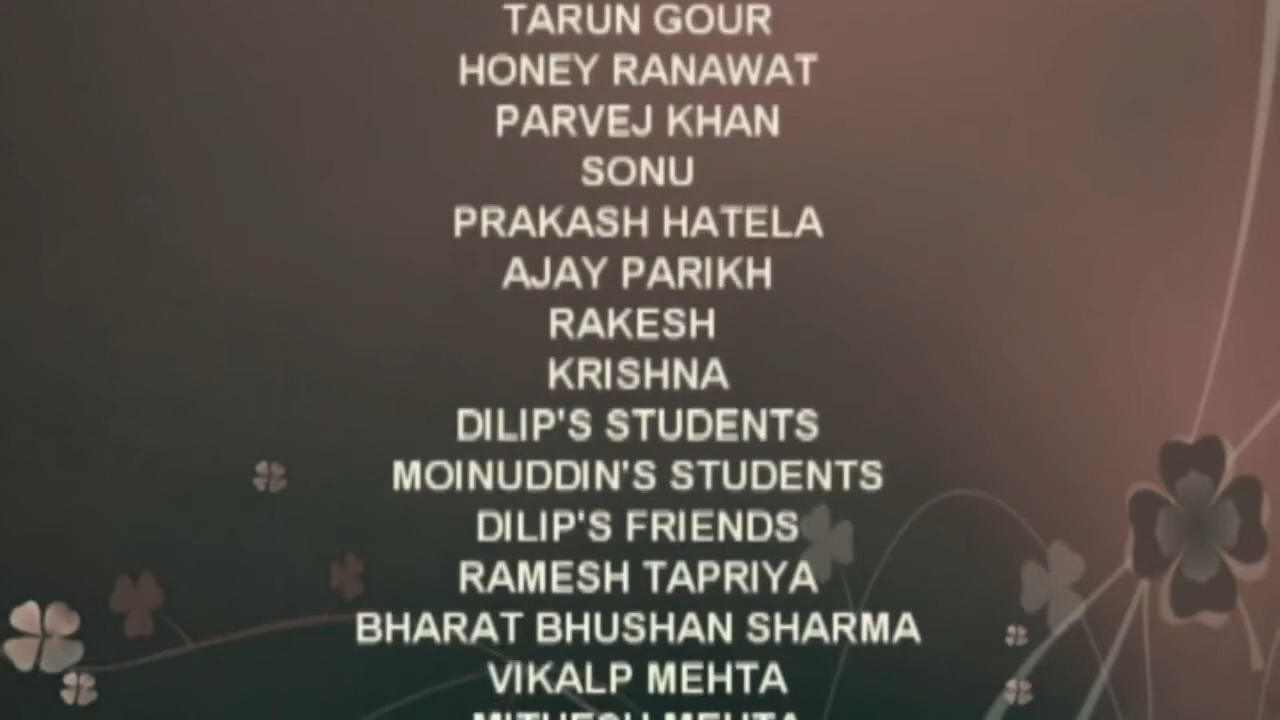 TARUN GOUR
HONEY RANAWAT
PARVEJ KHAN
SONU
PRAKASH HATELA
AJAY PARIKH
RAKESH
KRISHNA
DILIP'S STUDENTS
MOINUDDIN'S STUDENTS
DILIP'S FRIENDS
RAMESH TAPRIYA
BHARAT BHUSHAN SHARMA
VIKALP MEHTA
MEHTA